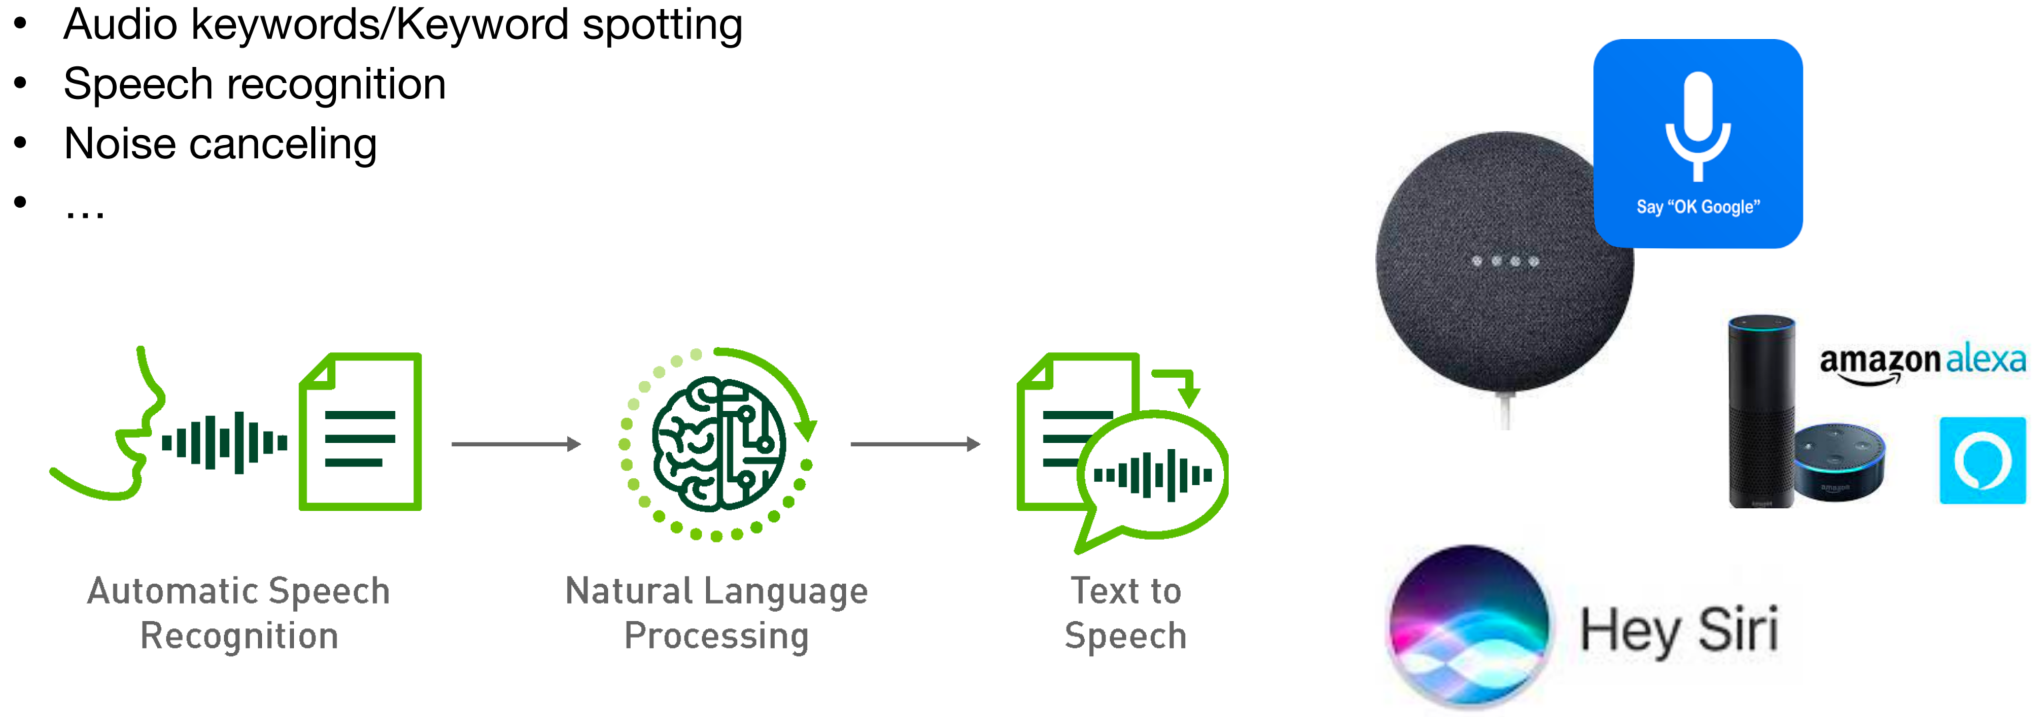 • Audio keywords/Keyword spotting
• Speech recognition
• Noise canceling
• …
Say “OK Google”
amazon alexa
Automatic Speech
Recognition
Natural Language
Processing
Text to
Speech
Hey Siri